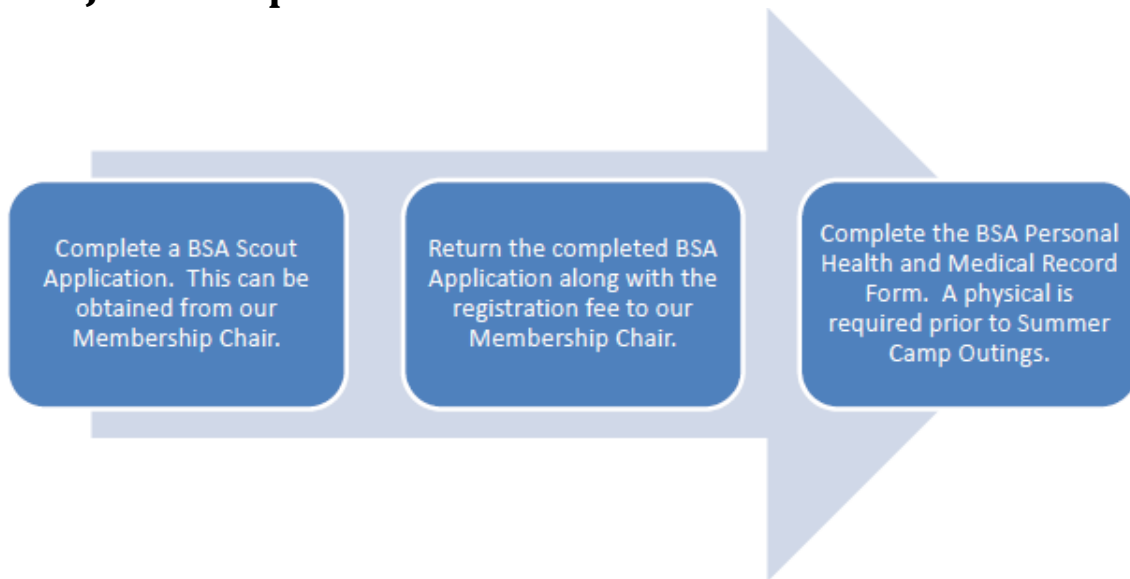 Complete a BSA Scout
Application.  This can be
obtained from our
Membership Chair.
Return the completed BSA
Application along with the
registration fee to our
Membership Chair.
Complete the BSA Personal
Health and Medical Record
Form.  A physical is
required prior to Summer
Camp Outings.